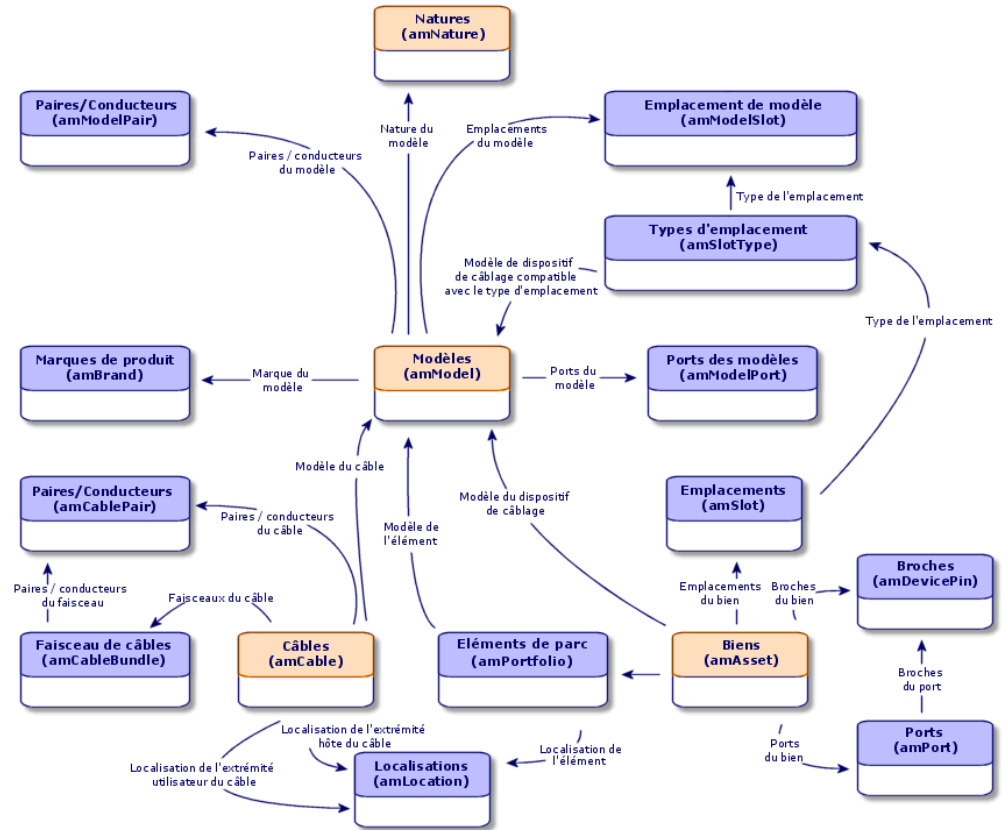 Natures
(amNature)
Paires/Conducteurs
(amModelPair)
Emplacement de modèle
(amModelSlot)
Nature du
modèle
Emplacements
du modèle
Paires / conducteurs
du modèle
Type de l'emplacement
Types d'emplacement
(amSlotType)
Modèle de dispositif
de câblage compatible
avec le type d'emplacement
Type de l'emplacement
Marques de produit
(amBrand)
Marque du
modèle
Modèles
(amModel)
Ports du
modèle
Ports des modèles
(amModelPort)
Modèle du câble
Paires/Conducteurs
(amCablePair)
Paires / conducteurs
du câble
Modèle de
l'élément
Modèle du dispositif
de câblage
Emplacements
(amSlot)
Broches
(amDevicePin)
Paires / conducteurs
du faisceau
Faisceaux du câble
Emplacements
du bien
Broches
du bien
Faisceau de câbles
(amCableBundle)
Câbles
(amCable)
Eléments de parc
(amPortfolio)
Biens
(amAsset)
Broches
du port
Localisation de l'extrémité
hôte du câble
Localisation de l'extrémité
utilisateur du câble
Localisations
(amLocation)
Localisation de
l'élément
Ports
du bien
Ports
(amPort)